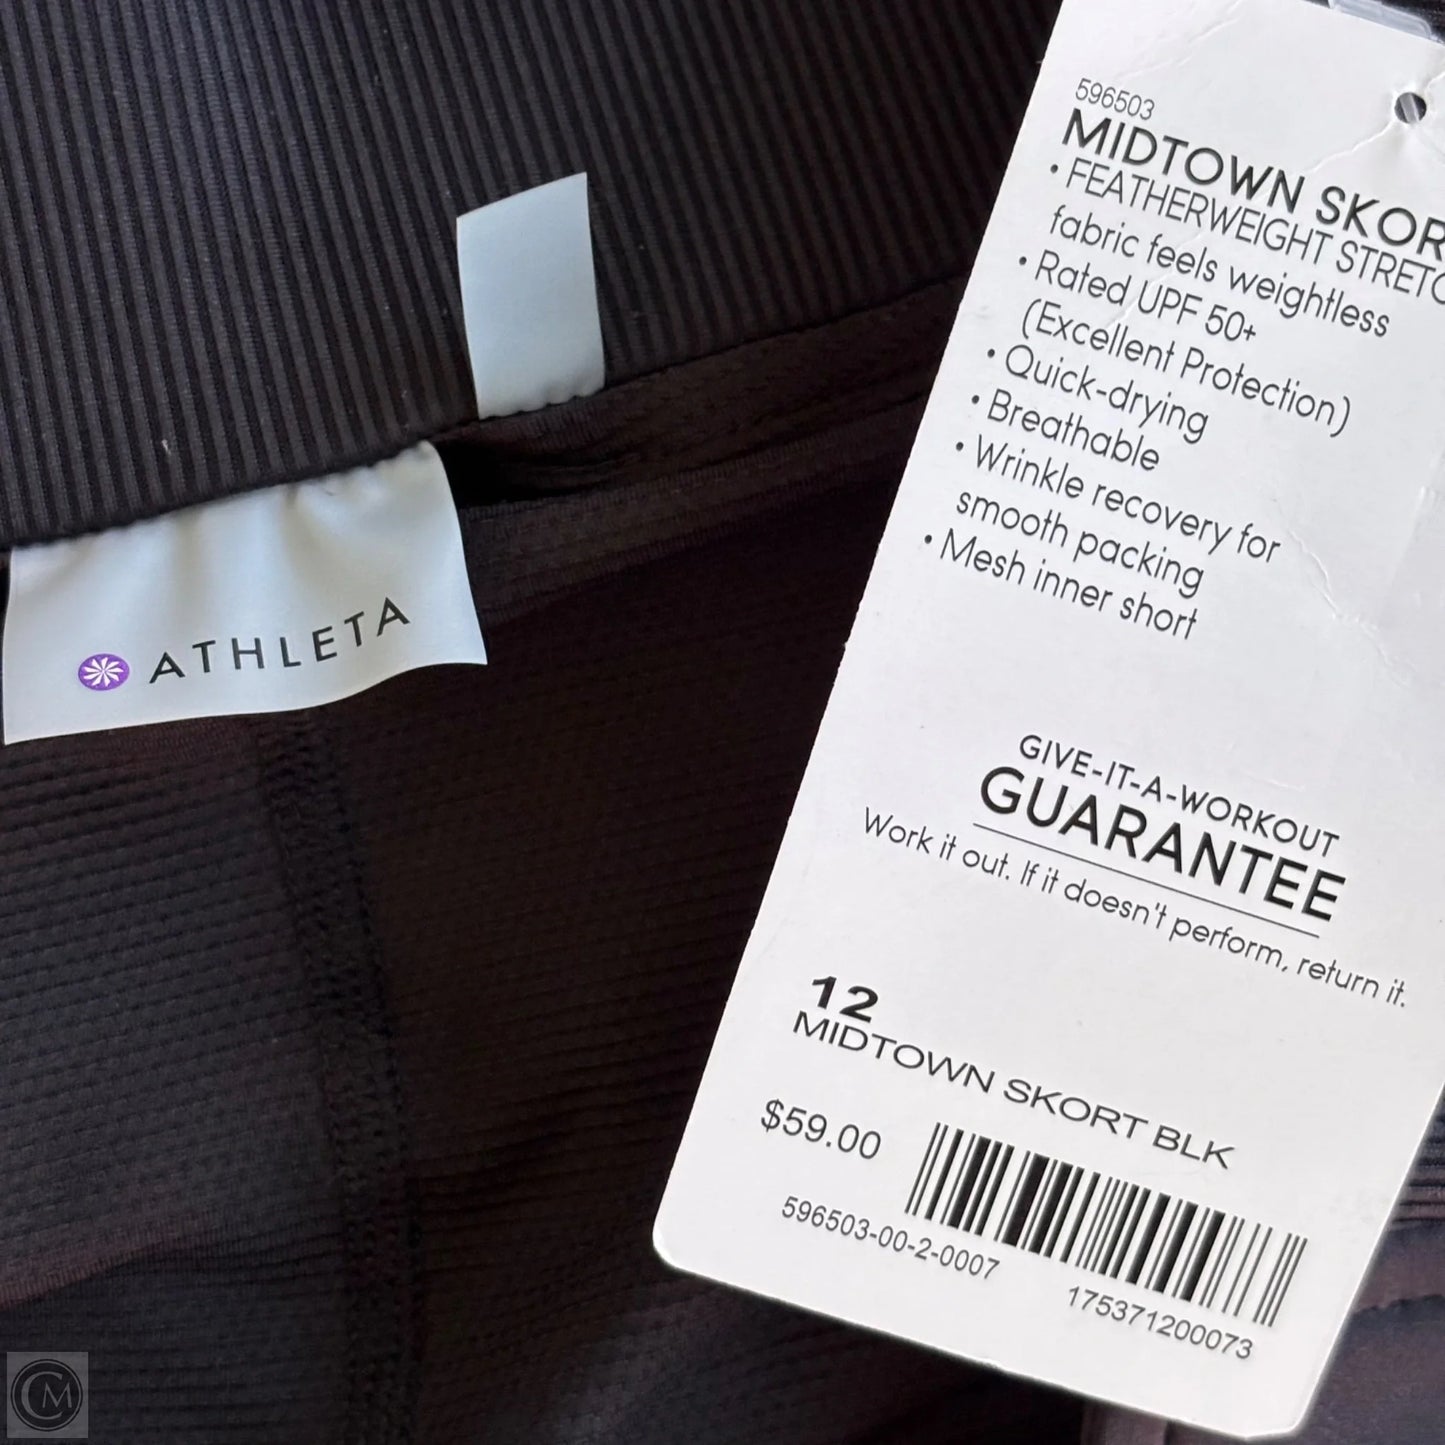 ATHLETA
596503
MIDTOWN SKOR
• FEATHERWEIGHT STRETC
fabric feels weightless
• Rated UPF 50+
(Excellent Protection)
• Quick-drying
• Breathable
• Wrinkle recovery for
smooth packing
• Mesh inner short
GIVE-IT-A-WORKOUT
GUARANTEE
Work it out. If it doesn't perform, return it.
12
MIDTOWN SKORT BLK
$59.00
596503-00-2-0007
175371200073
CM